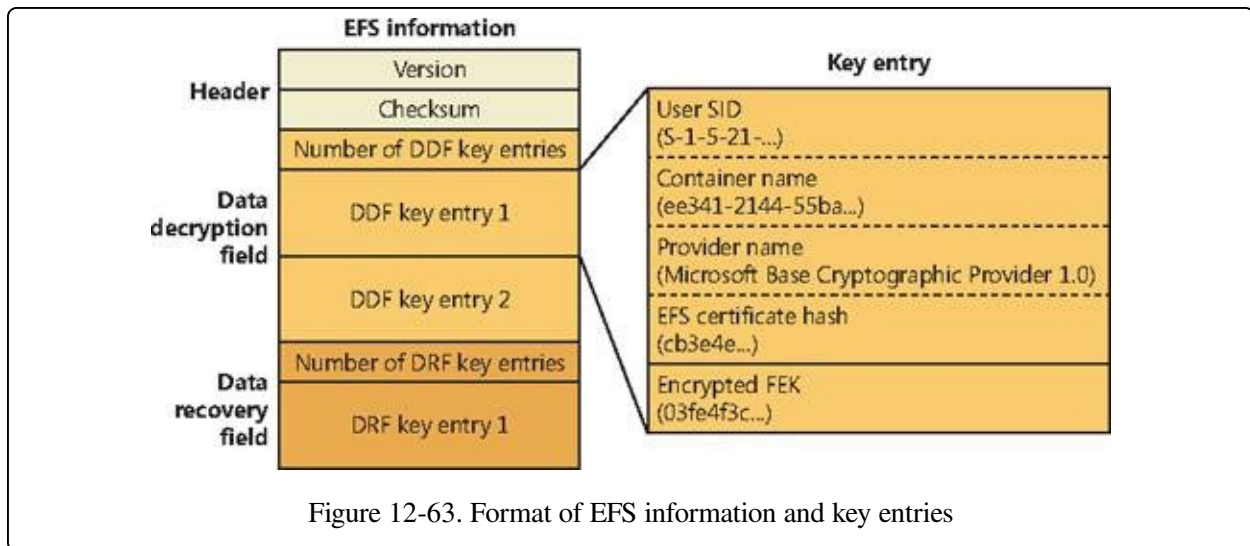 EFS information
Version
Header
Checksum
Number of DDF key entries
Data
decryption
field
DDF key entry 1
DDF key entry 2
Number of DRF key entries
Data
recovery
field
DRF key entry 1
Key entry
User SID
(S-1-5-21-...)
Container name
(ee341-2144-55ba...)
Provider name
(Microsoft Base Cryptographic Provider 1.0)
EFS certificate hash
(cb3e4e...)
Encrypted FEK
(03fe4f3c...)
Figure 12-63. Format of EFS information and key entries